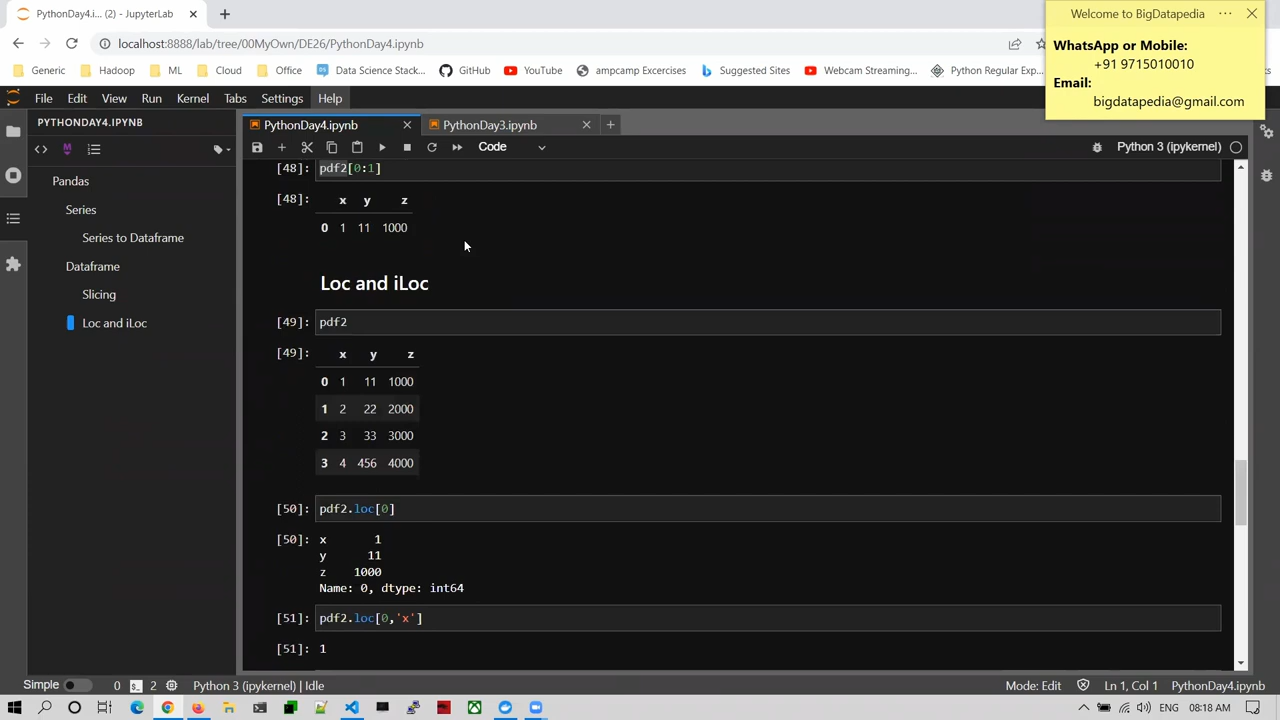 PythonDay4.i... (2) - JupyterLab
localhost:8888/lab/tree/00MyOwn/DE26/PythonDay4.ipynb
Generic Hadoop ML Cloud Office Data Science Stack... GitHub YouTube ampcamp Excercises Suggested Sites Webcam Streaming... Python Regular Exp...
Welcome to BigDatapedia ...
WhatsApp or Mobile:
+91 9715010010
Email:
bigdatapedia@gmail.com
File Edit View Run Kernel Tabs Settings Help
PYTHONDAY4.IPYNB
Pandas
Series
Series to Dataframe
Dataframe
Slicing
Loc and iLoc
PythonDay4.ipynb PythonDay3.ipynb
Code Python 3 (ipykernel)
[48]: pdf2[0:1]
[48]: x y z
0 1 11 1000
Loc and iLoc
[49]: pdf2
[49]: x y z
0 1 11 1000
1 2 22 2000
2 3 33 3000
3 4 456 4000
[50]: pdf2.loc[0]
[50]: x 1
y 11
z 1000
Name: 0, dtype: int64
[51]: pdf2.loc[0,'x']
[51]: 1
Simple 0 2 Python 3 (ipykernel) | Idle Mode: Edit Ln 1, Col 1 PythonDay4.ipynb
ENG 08:18 AM